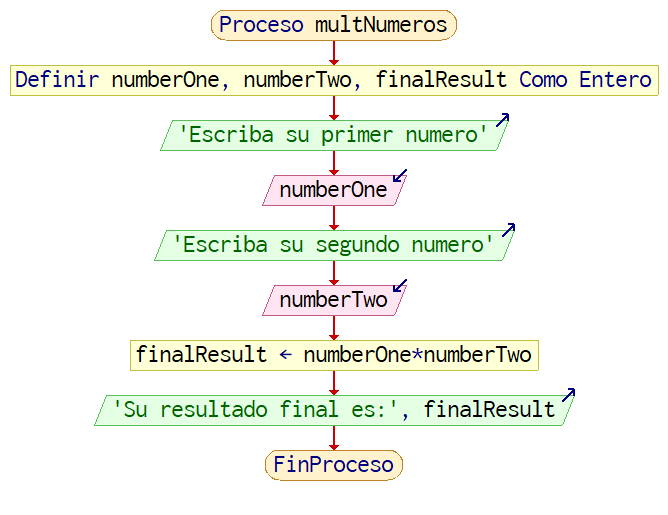 Proceso multNumeros
Definir numberOne, numberTwo, finalResult Como Entero
'Escriba su primer numero'
numberOne
'Escriba su segundo numero'
numberTwo
finalResult ← numberOne*numberTwo
'Su resultado final es:', finalResult
FinProceso